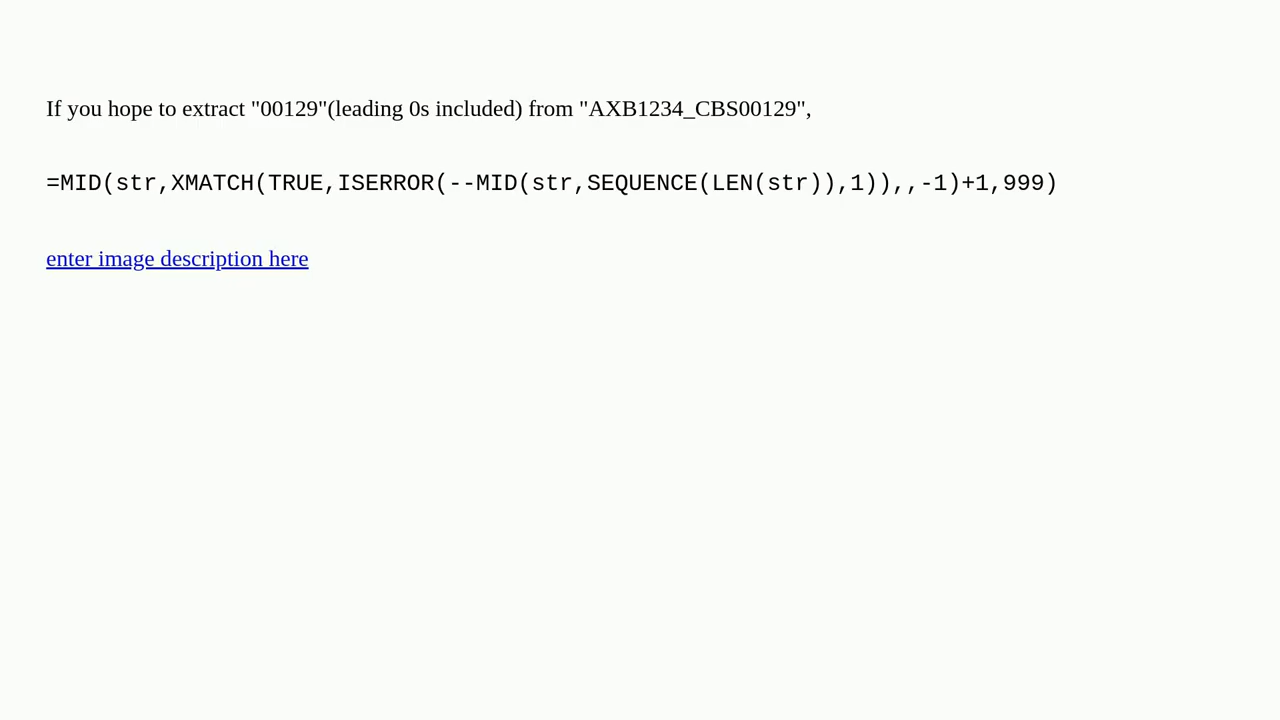 If you hope to extract "00129"(leading 0s included) from "AXB1234_CBS00129",
=MID(str,XMATCH(TRUE,ISERROR(--MID(str,SEQUENCE(LEN(str)),1)),,-1)+1,999)
enter image description here